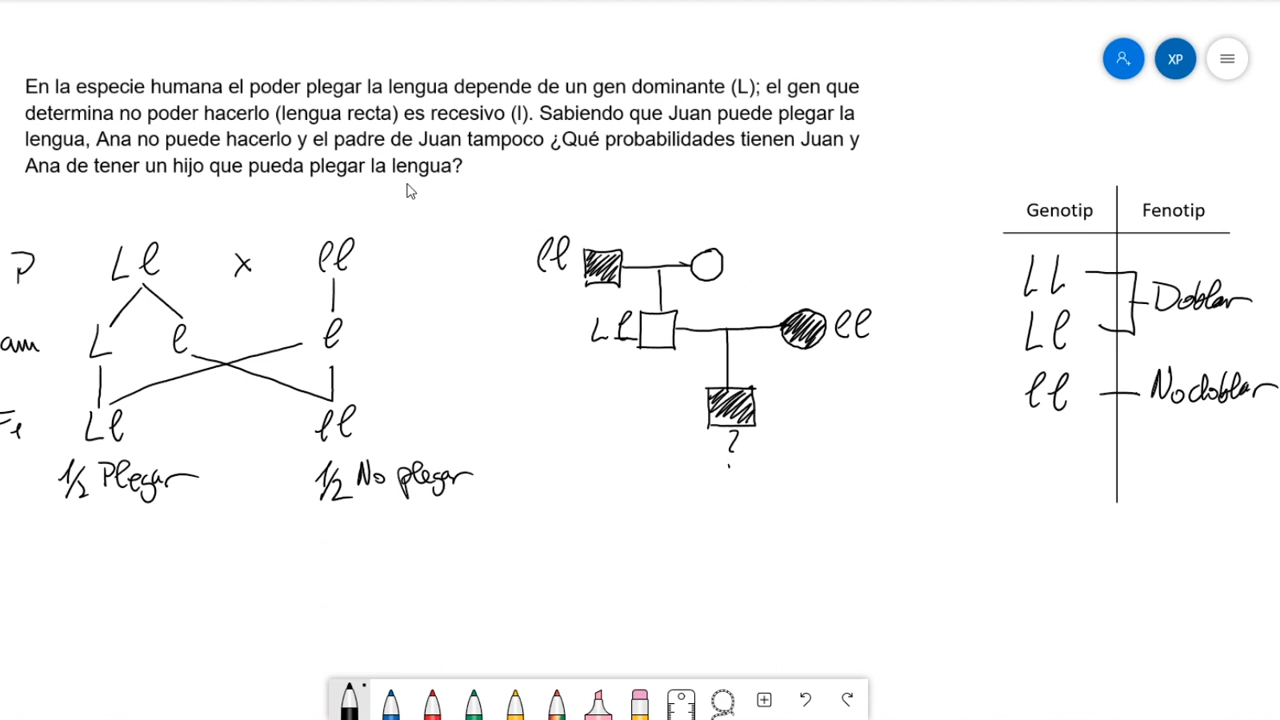 XP
En la especie humana el poder plegar la lengua depende de un gen dominante (L); el gen que
determina no poder hacerlo (lengua recta) es recesivo (l). Sabiendo que Juan puede plegar la
lengua, Ana no puede hacerlo y el padre de Juan tampoco ¿Qué probabilidades tienen Juan y
Ana de tener un hijo que pueda plegar la lengua?
P Ll x ll
am L l l
Ll ll
1/2 Plegar 1/2 No plegar
ll
Ll ll
?
Genotip Fenotip
LL Doblar
Ll
ll No doblar